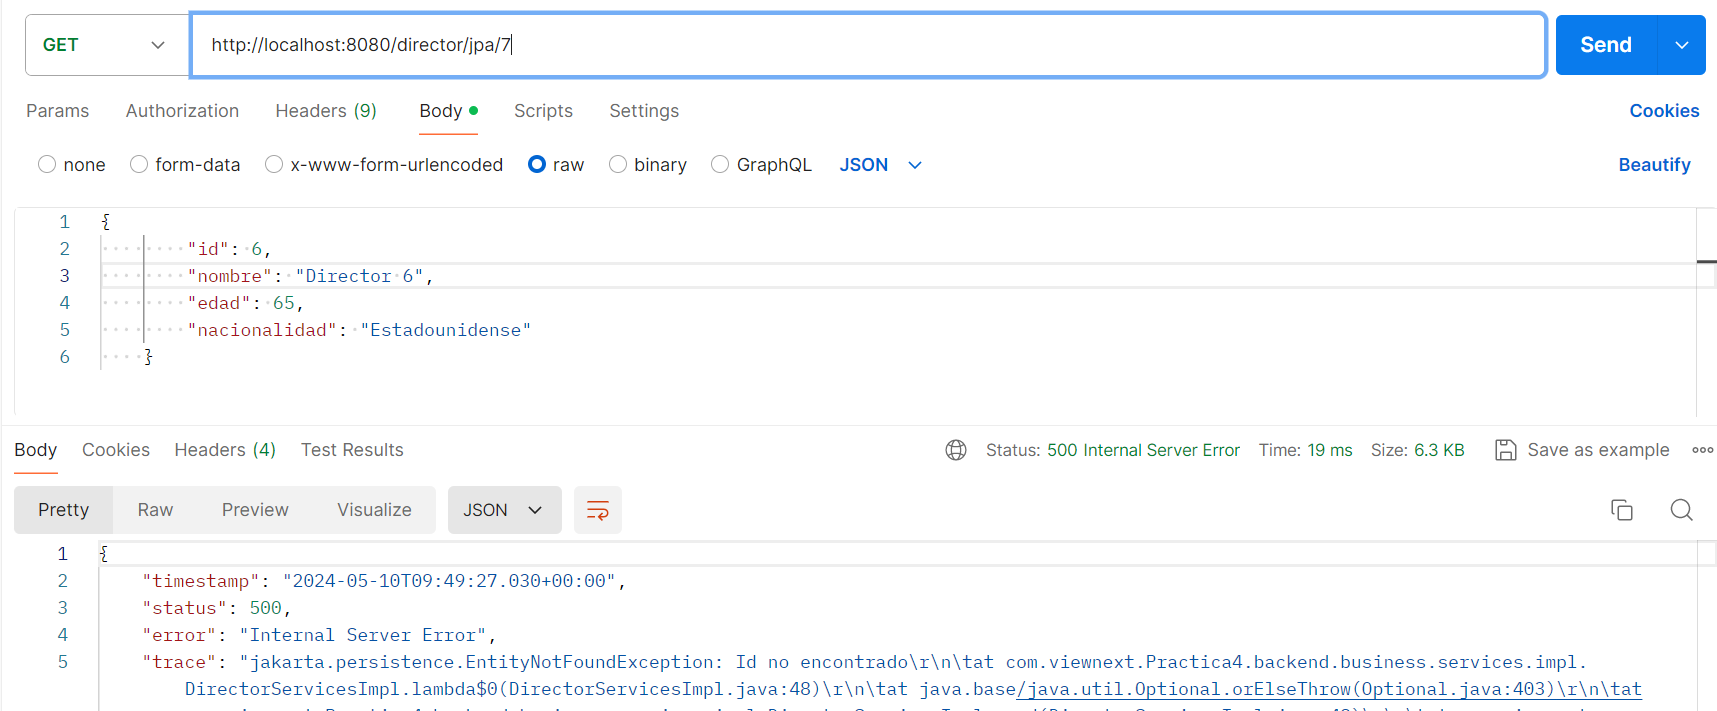 GET http://localhost:8080/director/jpa/7 Send
Params Authorization Headers (9) Body Scripts Settings Cookies
none form-data x-www-form-urlencoded raw binary GraphQL JSON Beautify
1 {
2 "id": 6,
3 "nombre": "Director 6",
4 "edad": 65,
5 "nacionalidad": "Estadounidense"
6 }
Body Cookies Headers (4) Test Results Status: 500 Internal Server Error Time: 19 ms Size: 6.3 KB Save as example
Pretty Raw Preview Visualize JSON
1 {
2 "timestamp": "2024-05-10T09:49:27.030+00:00",
3 "status": 500,
4 "error": "Internal Server Error",
5 "trace": "jakarta.persistence.EntityNotFoundException: Id no encontrado\r\n\tat com.viewnext.Practica4.backend.business.services.impl.
DirectorServicesImpl.lambda$0(DirectorServicesImpl.java:48)\r\n\tat java.base/java.util.Optional.orElseThrow(Optional.java:403)\r\n\tat